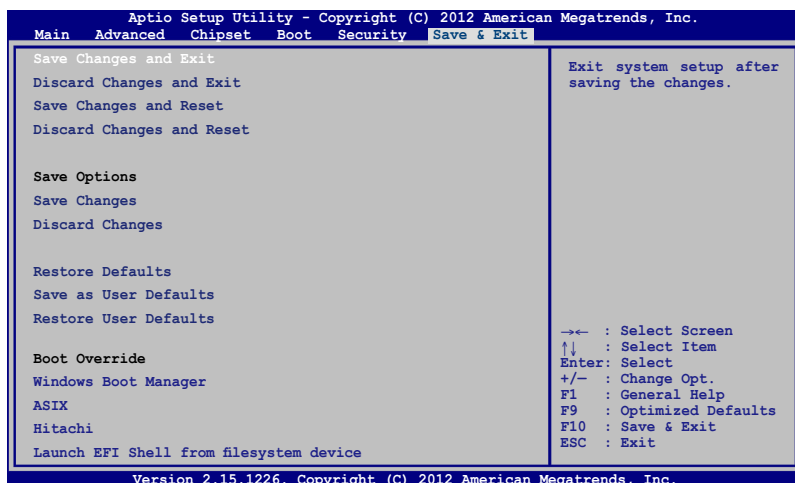 Aptio Setup Utility - Copyright (C) 2012 American Megatrends, Inc.
Main Advanced Chipset Boot Security Save & Exit
Save Changes and Exit
Discard Changes and Exit
Save Changes and Reset
Discard Changes and Reset
Save Options
Save Changes
Discard Changes
Restore Defaults
Save as User Defaults
Restore User Defaults
Boot Override
Windows Boot Manager
ASIX
Hitachi
Launch EFI Shell from filesystem device
Exit system setup after
saving the changes.
→← : Select Screen
↑↓ : Select Item
Enter: Select
+/— : Change Opt.
F1 : General Help
F9 : Optimized Defaults
F10 : Save & Exit
ESC : Exit
Version 2.15.1226. Copyright (C) 2012 American Megatrends, Inc.